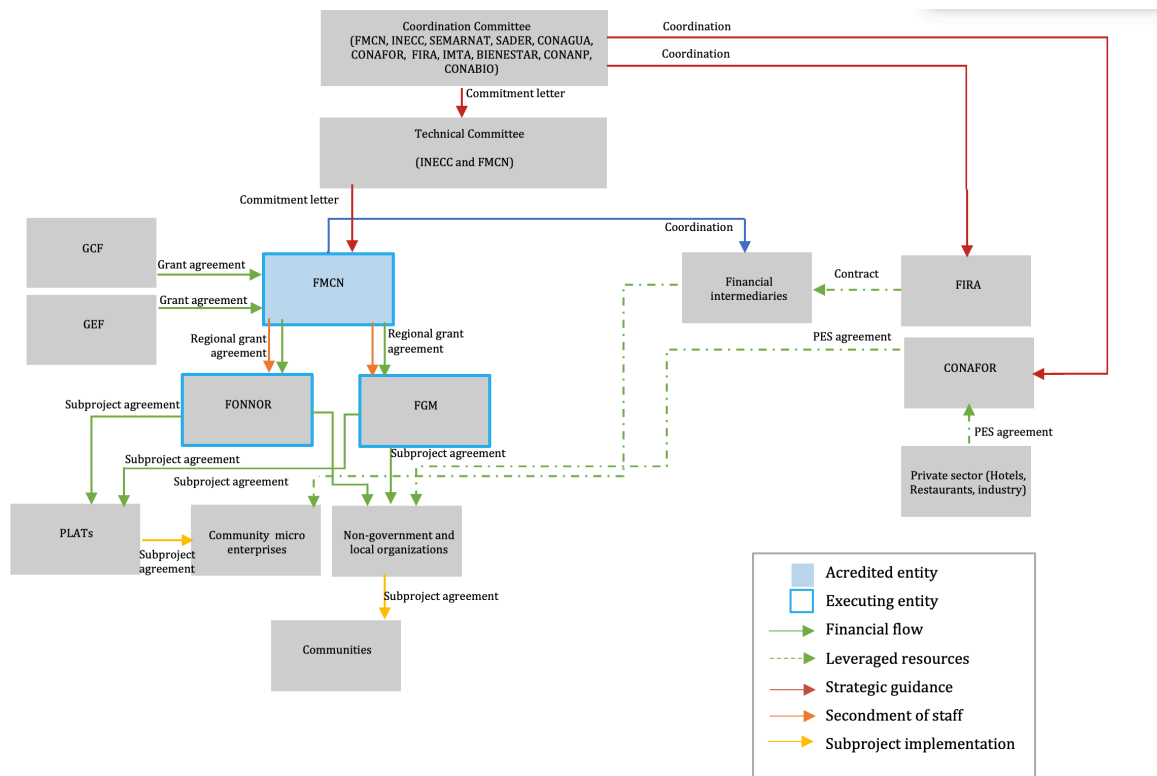 Coordination Committee
(FMCN, INECC, SEMARNAT, SADER, CONAGUA,
CONAFOR, FIRA, IMTA, BIENESTAR, CONANP,
CONABIO)
Coordination
Coordination
Commitment letter
Technical Committee
(INECC and FMCN)
Commitment letter
Coordination
GCF
Grant agreement
FMCN
Grant agreement
GEF
Financial
intermediaries
Contract
FIRA
Regional grant
agreement
Regional grant
agreement
PES agreement
CONAFOR
Subproject agreement
FONNOR
FGM
PES agreement
Subproject agreement
Subproject agreement
Subproject agreement
Private sector (Hotels,
Restaurants, industry)
PLATs
Community micro
enterprises
Non-government and
local organizations
Subproject
agreement
Subproject agreement
Communities
Acredited entity
Executing entity
Financial flow
Leveraged resources
Strategic guidance
Secondment of staff
Subproject implementation